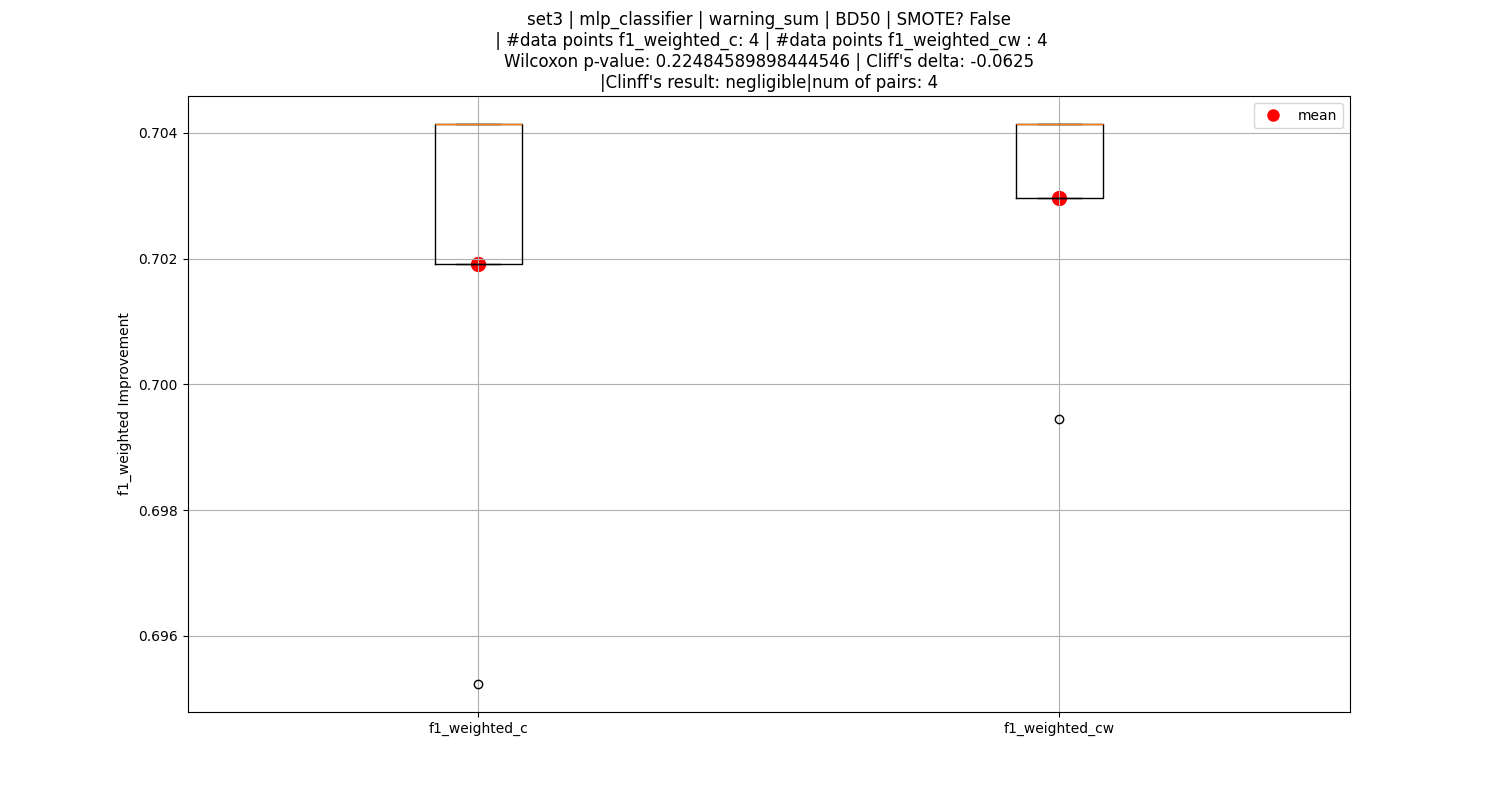 set3 | mlp_classifier | warning_sum | BD50 | SMOTE? False
| #data points f1_weighted_c: 4 | #data points f1_weighted_cw : 4
Wilcoxon p-value: 0.22484589898444546 | Cliff's delta: -0.0625
|Clinff's result: negligible|num of pairs: 4
mean
0.704
0.702
0.700
0.698
0.696
f1_weighted Improvement
f1_weighted_c
f1_weighted_cw